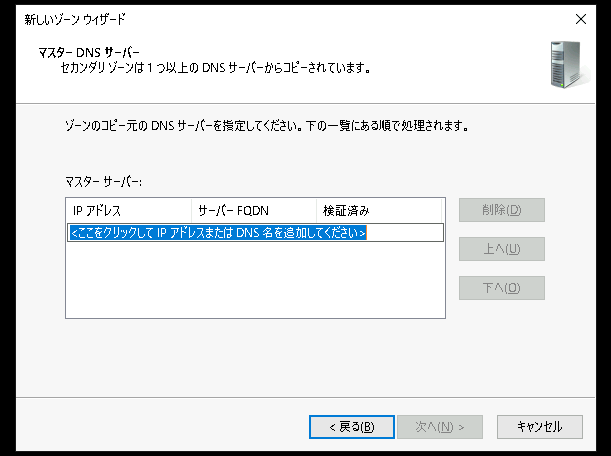 新しいゾーン ウィザード
マスター DNS サーバー
セカンダリ ゾーンは 1 つ以上の DNS サーバーからコピーされています。
ゾーンのコピー元の DNS サーバーを指定してください。下の一覧にある順で処理されます。
マスター サーバー:
IP アドレス サーバー FQDN 検証済み
<ここをクリックして IP アドレスまたは DNS 名を追加してください>
削除(D)
上へ(U)
下へ(O)
< 戻る(B) 次へ(N) > キャンセル